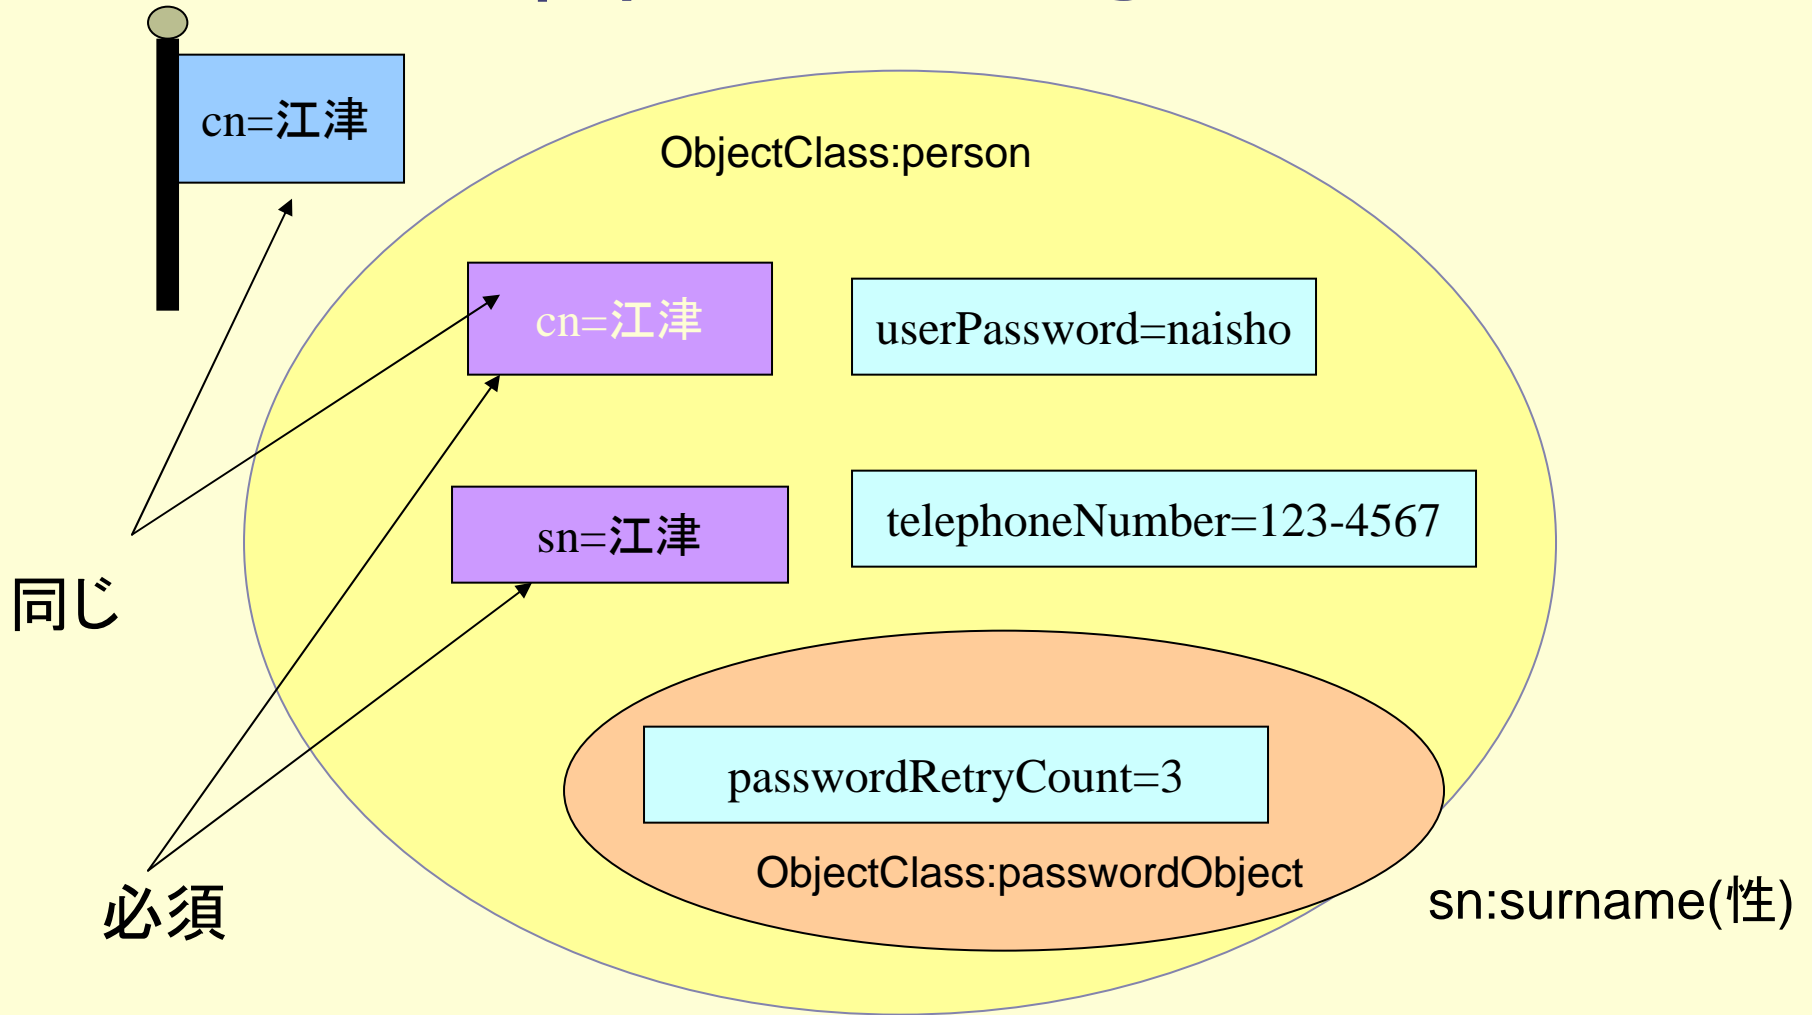 cn=江津
ObjectClass:person
cn=江津
userPassword=naisho
sn=江津
telephoneNumber=123-4567
同じ
passwordRetryCount=3
ObjectClass:passwordObject
必須
sn:surname(性)